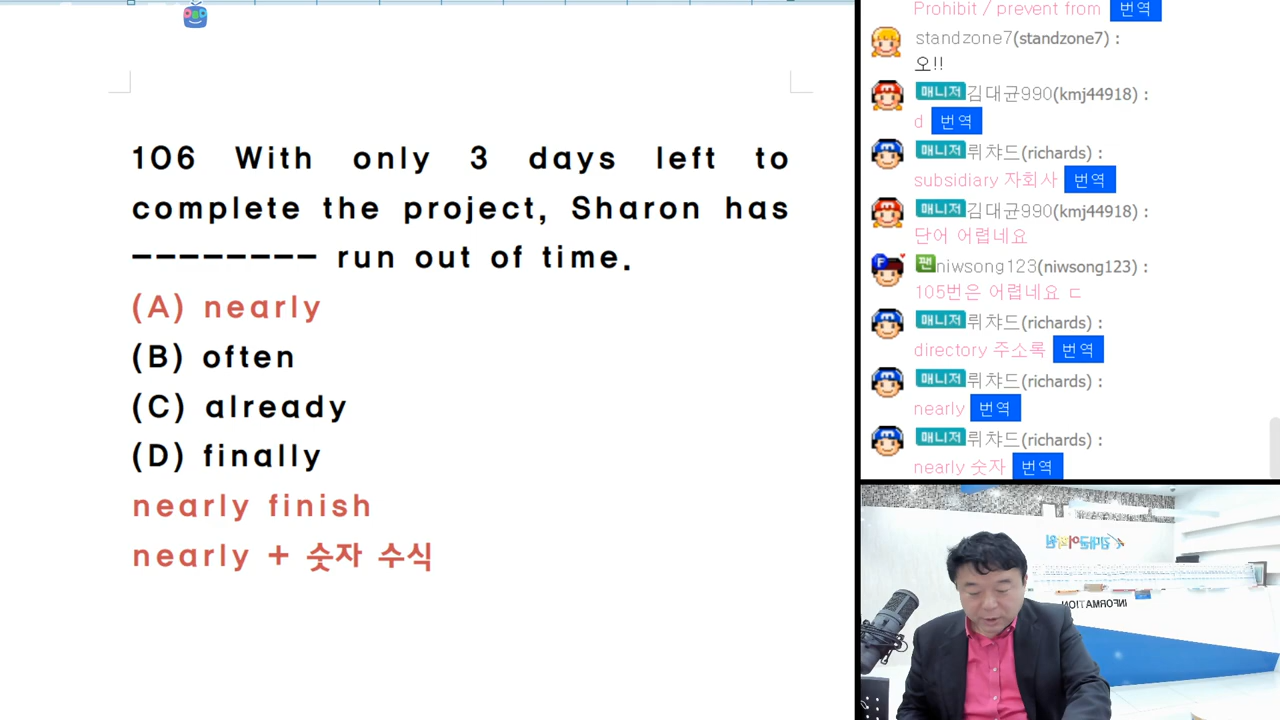 106 With only 3 days left to
complete the project, Sharon has
-------- run out of time.
(A) nearly
(B) often
(C) already
(D) finally
nearly finish
nearly + 숫자 수식
Prohibit / prevent from 번역
standzone7(standzone7) :
오!!
매니저 김대균990(kmj44918) :
d 번역
매니저 뤼챠드(richards) :
subsidiary 자회사 번역
매니저 김대균990(kmj44918) :
단어 어렵네요
팬 niwsong123(niwsong123) :
105번은 어렵네요 ㄷ
매니저 뤼챠드(richards) :
directory 주소록 번역
매니저 뤼챠드(richards) :
nearly 번역
매니저 뤼챠드(richards) :
nearly 숫자 번역
INFORMATION